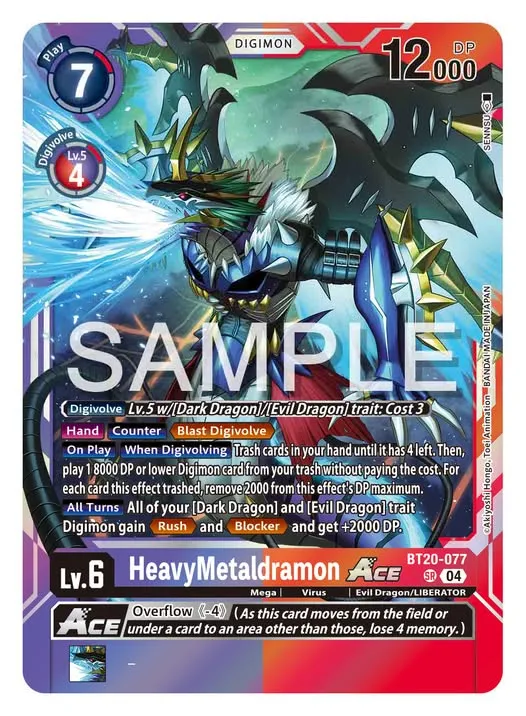 DIGIMON
Play
7
12000 DP
Digivolve
Lv.5
4
SENNSU
SAMPLE
Digivolve Lv.5 w/[Dark Dragon]/[Evil Dragon] trait: Cost 3
Hand Counter Blast Digivolve
On Play When Digivolving Trash cards in your hand until it has 4 left. Then,
play 1 8000 DP or lower Digimon card from your trash without paying the cost. For
each card this effect trashed, remove 2000 from this effect's DP maximum.
All Turns All of your [Dark Dragon] and [Evil Dragon] trait
Digimon gain Rush and Blocker and get +2000 DP.
©Akiyoshi Hongo, Toei Animation BANDAI MADE IN JAPAN
BT20-077
Lv.6 HeavyMetaldramon ACE SR 04
Mega Virus Evil Dragon/LIBERATOR
ACE Overflow 《-4》 (As this card moves from the field or
under a card to an area other than those, lose 4 memory.)
–